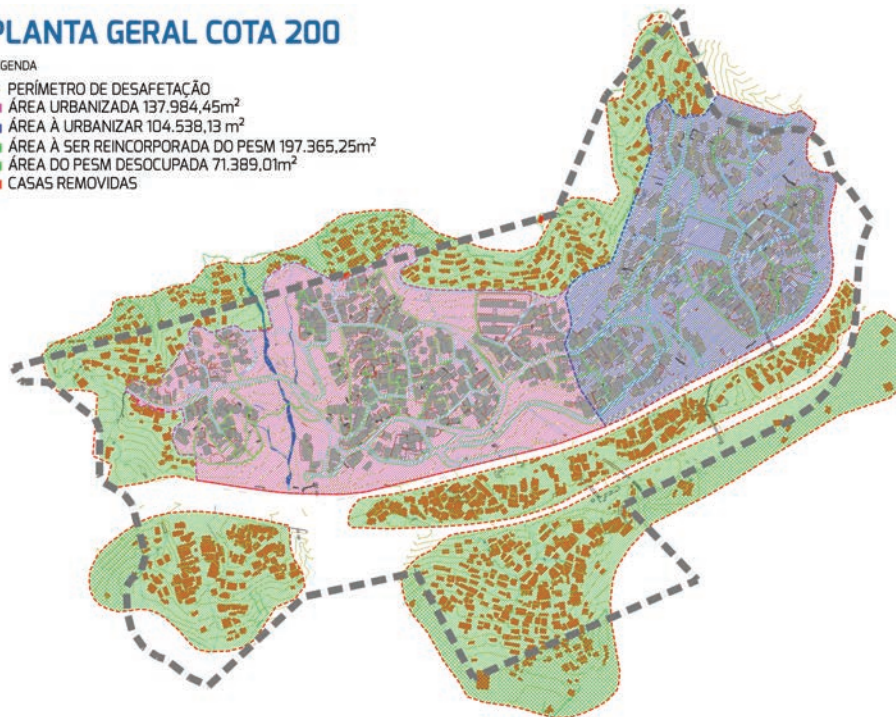 PLANTA GERAL COTA 200
GENDA
PERÍMETRO DE DESAFETAÇÃO
ÁREA URBANIZADA 137.984,45m²
ÁREA À URBANIZAR 104.538,13 m²
ÁREA À SER REINCORPORADA DO PESM 197.365,25m²
ÁREA DO PESM DESOCUPADA 71.389,01m²
CASAS REMOVIDAS